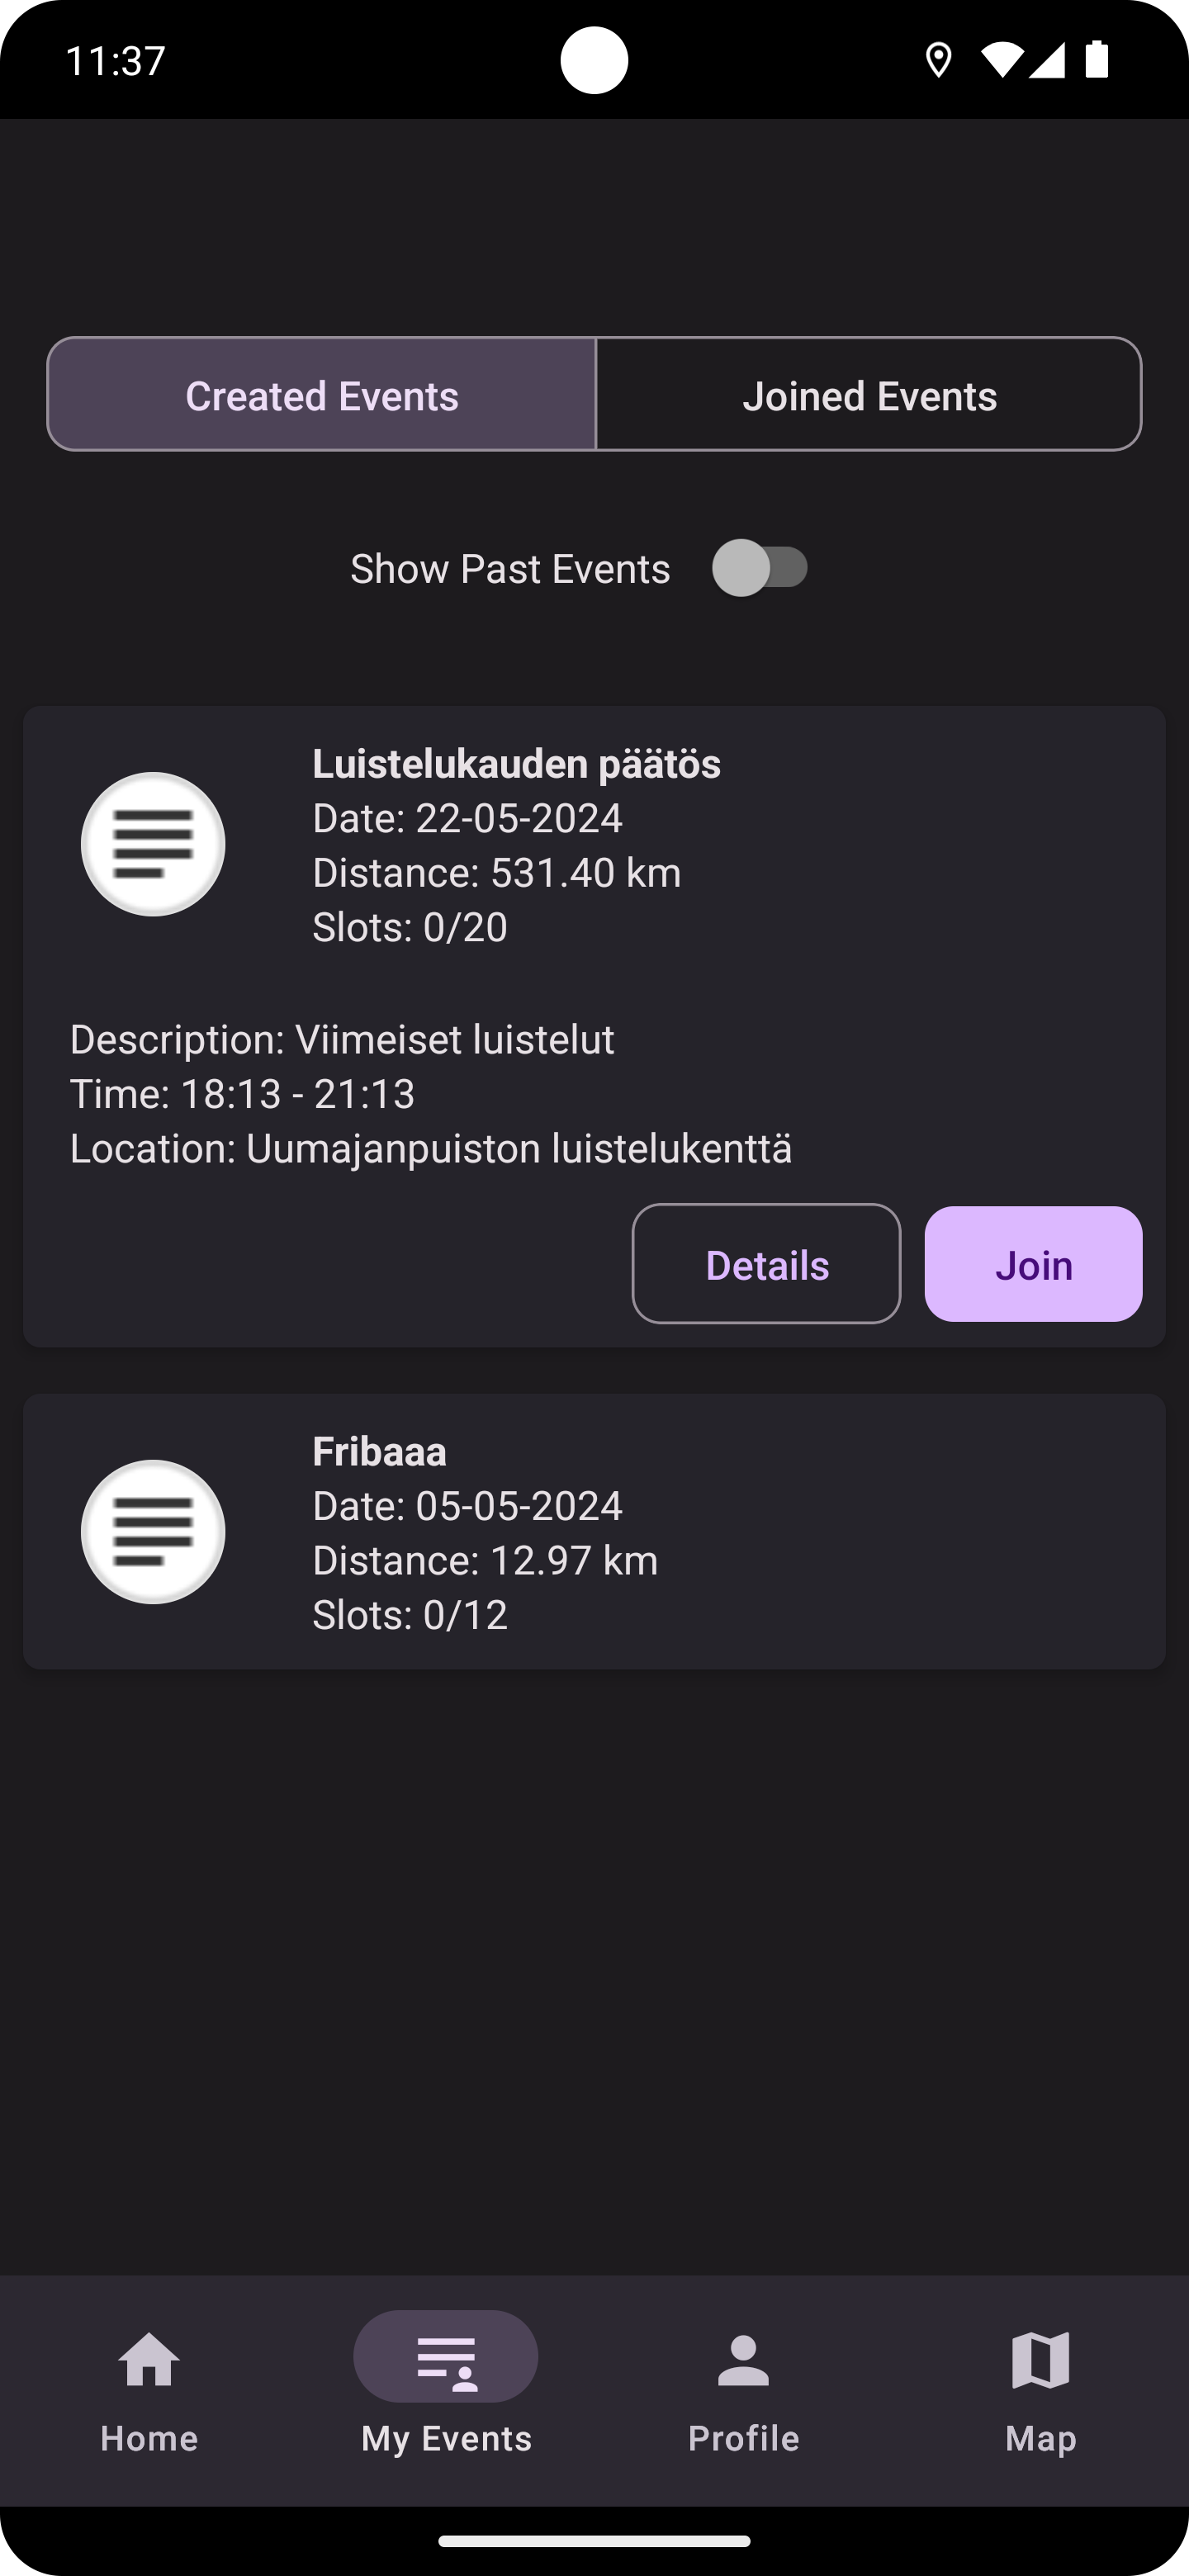 11:37
Created Events
Joined Events
Show Past Events
Luistelukauden päätös
Date: 22-05-2024
Distance: 531.40 km
Slots: 0/20
Description: Viimeiset luistelut
Time: 18:13 - 21:13
Location: Uumajanpuiston luistelukenttä
Details
Join
Fribaaa
Date: 05-05-2024
Distance: 12.97 km
Slots: 0/12
Home
My Events
Profile
Map